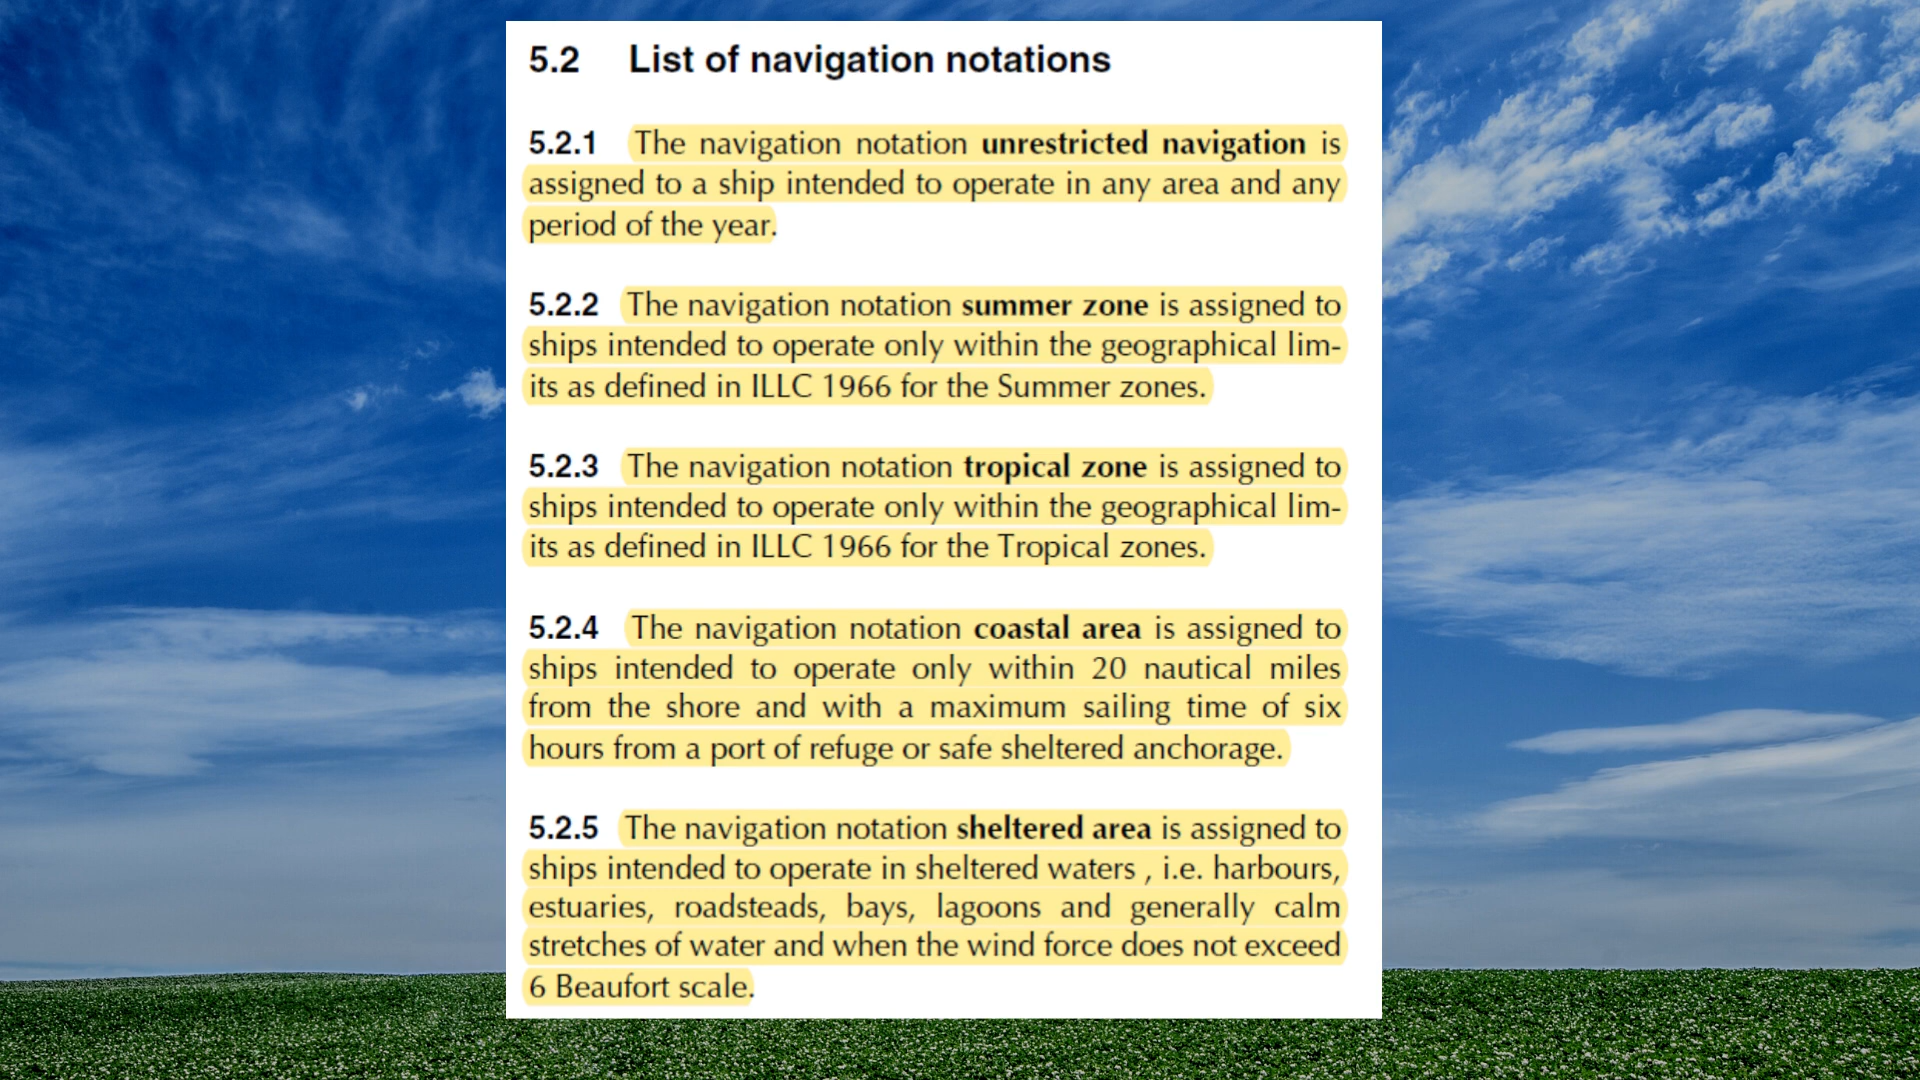 5.2 List of navigation notations
5.2.1 The navigation notation unrestricted navigation is
assigned to a ship intended to operate in any area and any
period of the year.
5.2.2 The navigation notation summer zone is assigned to
ships intended to operate only within the geographical lim-
its as defined in ILLC 1966 for the Summer zones.
5.2.3 The navigation notation tropical zone is assigned to
ships intended to operate only within the geographical lim-
its as defined in ILLC 1966 for the Tropical zones.
5.2.4 The navigation notation coastal area is assigned to
ships intended to operate only within 20 nautical miles
from the shore and with a maximum sailing time of six
hours from a port of refuge or safe sheltered anchorage.
5.2.5 The navigation notation sheltered area is assigned to
ships intended to operate in sheltered waters , i.e. harbours,
estuaries, roadsteads, bays, lagoons and generally calm
stretches of water and when the wind force does not exceed
6 Beaufort scale.